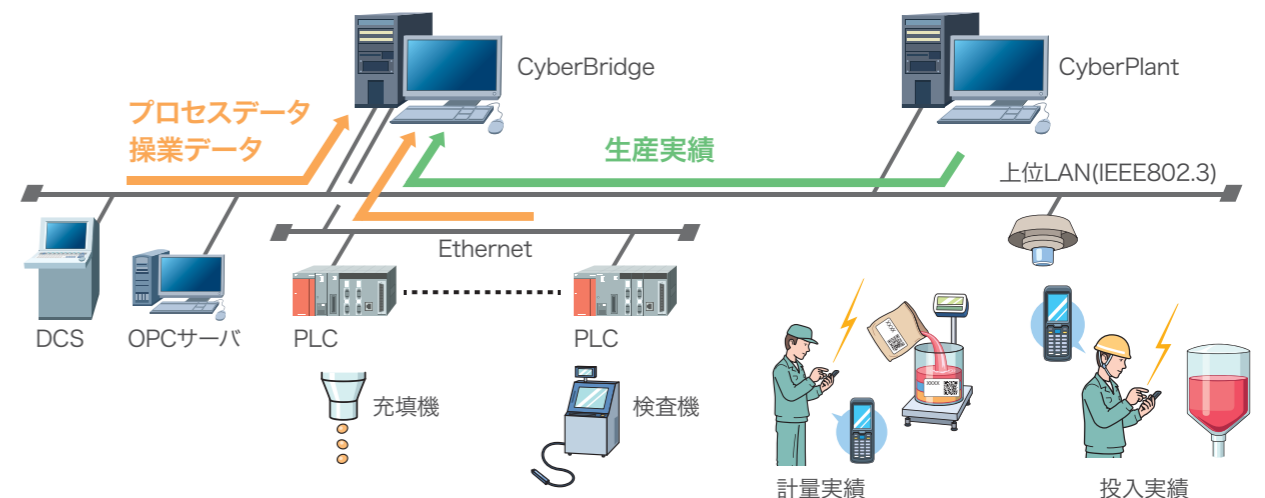 CyberBridge
CyberPlant
プロセスデータ
操業データ
生産実績
上位LAN(IEEE802.3)
Ethernet
DCS
OPCサーバ
PLC
PLC
充填機
検査機
XXXX
XXXX
計量実績
投入実績